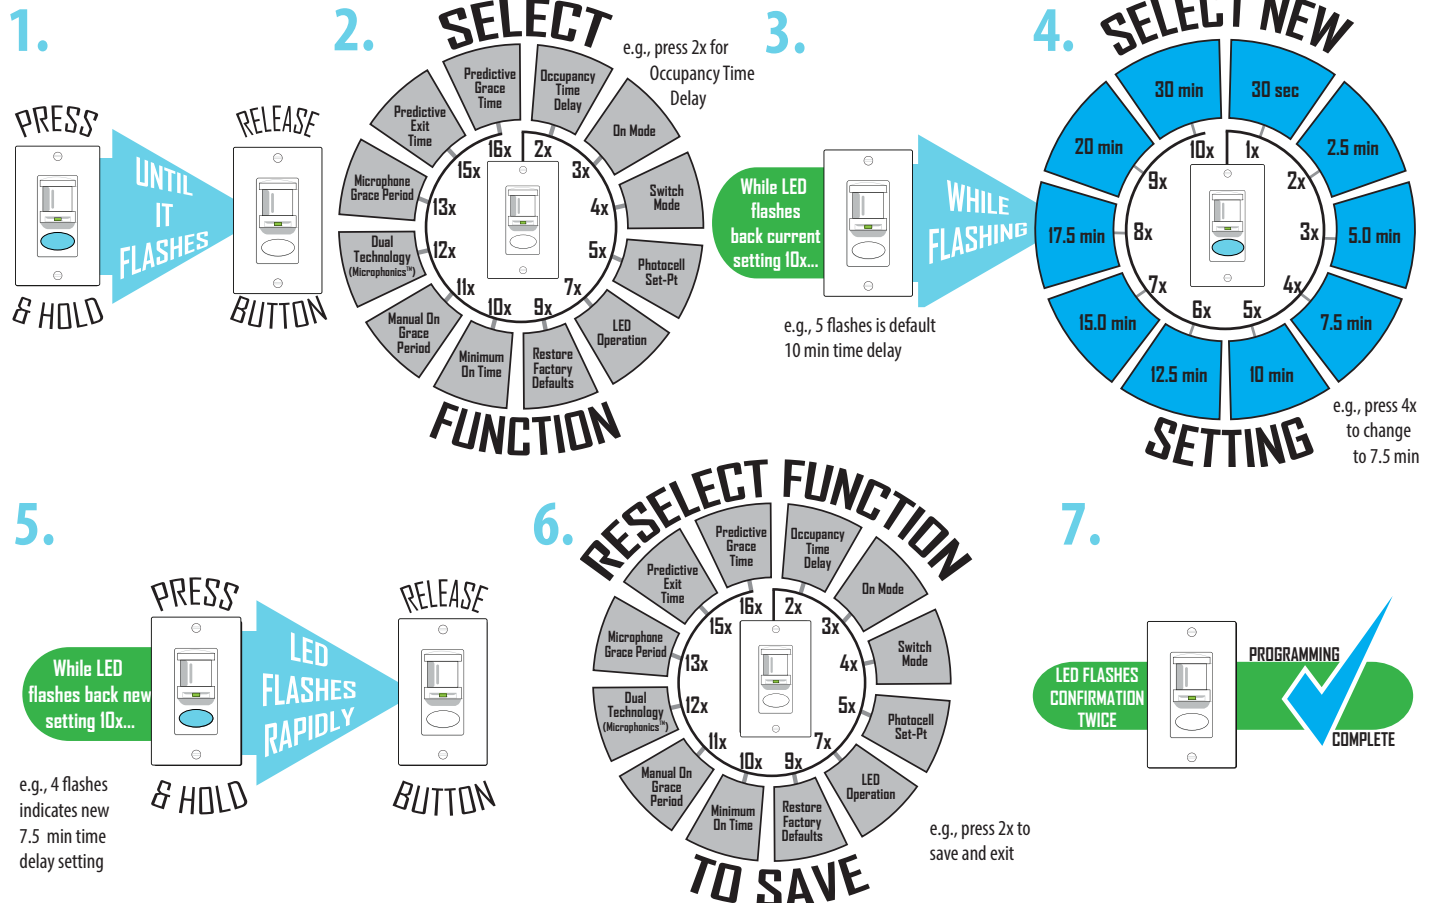 1.
PRESS
& HOLD
UNTIL
IT
FLASHES
RELEASE
BUTTON
2.
SELECT
FUNCTION
e.g., press 2x for
Occupancy Time
Delay
Occupancy
Time
Delay
2x
On Mode
3x
Switch
Mode
4x
Photocell
Set-Pt
5x
LED
Operation
7x
Restore
Factory
Defaults
9x
Minimum
On Time
10x
Manual On
Grace
Period
11x
Dual
Technology
(Microphonics™)
12x
Microphone
Grace Period
13x
Predictive
Exit
Time
15x
Predictive
Grace
Time
16x
3.
While LED
flashes
back current
setting 10x...
WHILE
FLASHING
e.g., 5 flashes is default
10 min time delay
4.
SELECT NEW
SETTING
30 sec
1x
2.5 min
2x
5.0 min
3x
7.5 min
4x
10 min
5x
12.5 min
6x
15.0 min
7x
17.5 min
8x
20 min
9x
30 min
10x
e.g., press 4x
to change
to 7.5 min
5.
While LED
flashes back new
setting 10x...
PRESS
& HOLD
LED
FLASHES
RAPIDLY
RELEASE
BUTTON
e.g., 4 flashes
indicates new
7.5 min time
delay setting
6.
RESELECT FUNCTION
TO SAVE
Occupancy
Time
Delay
2x
On Mode
3x
Switch
Mode
4x
Photocell
Set-Pt
5x
LED
Operation
7x
Restore
Factory
Defaults
9x
Minimum
On Time
10x
Manual On
Grace
Period
11x
Dual
Technology
(Microphonics™)
12x
Microphone
Grace Period
13x
Predictive
Exit
Time
15x
Predictive
Grace
Time
16x
e.g., press 2x to
save and exit
7.
LED FLASHES
CONFIRMATION
TWICE
PROGRAMMING
COMPLETE